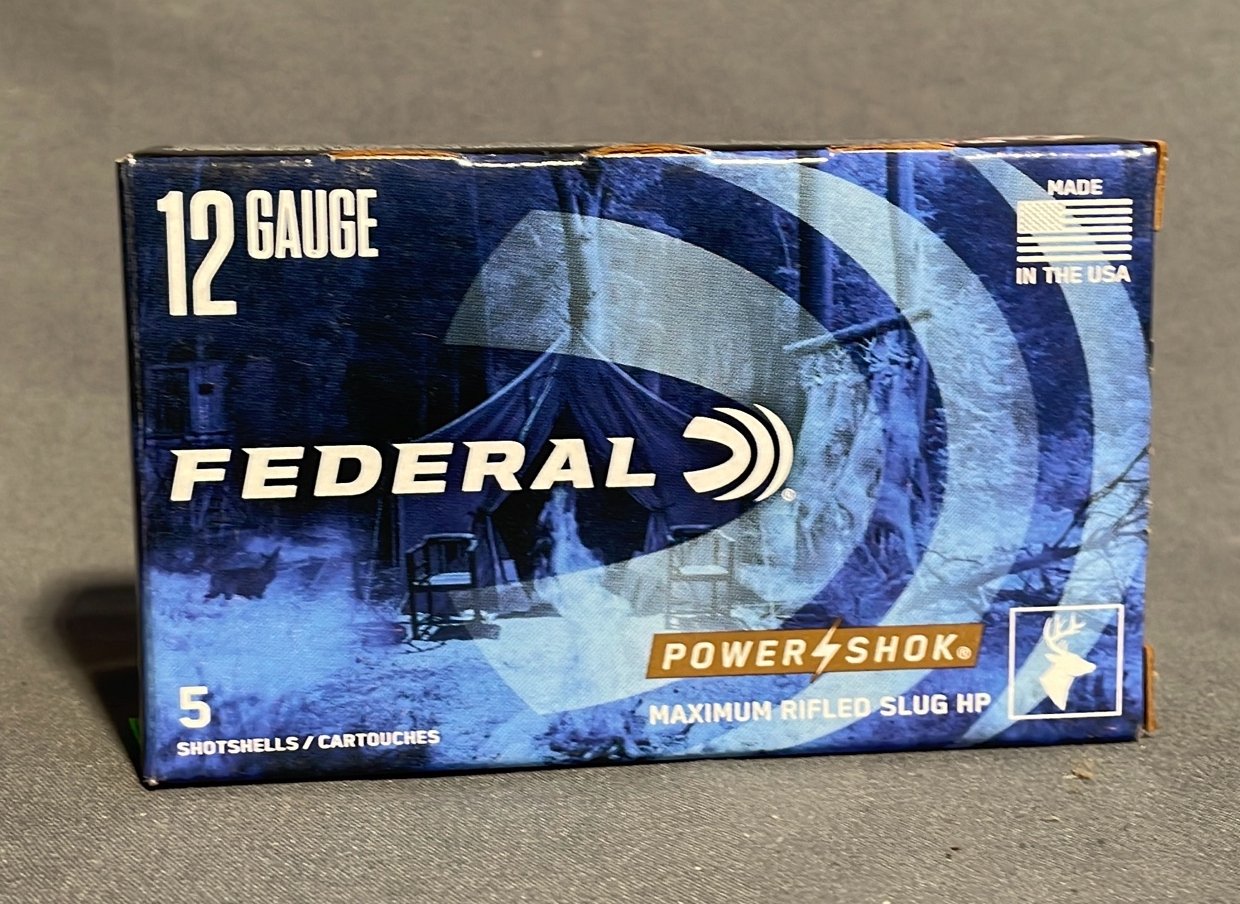 12 GAUGE
MADE
IN THE USA
FEDERAL®
POWER SHOK®
MAXIMUM RIFLED SLUG HP
5
SHOTSHELLS / CARTOUCHES